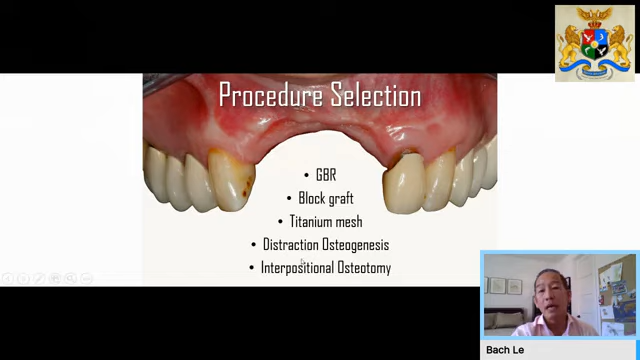 Procedure Selection
• GBR
• Block graft
• Titanium mesh
• Distraction Osteogenesis
• Interpositional Osteotomy
Bach Le